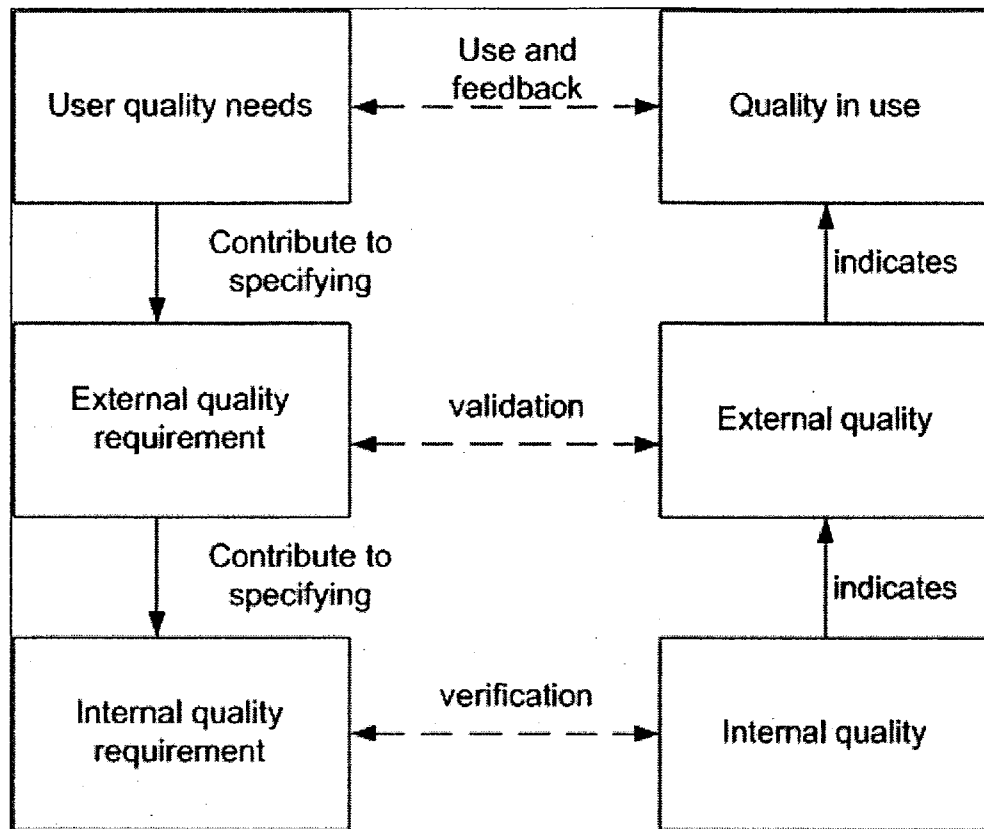 User quality needs
Use and
feedback
Quality in use
Contribute to
specifying
indicates
External quality
requirement
validation
External quality
Contribute to
specifying
indicates
Internal quality
requirement
verification
Internal quality